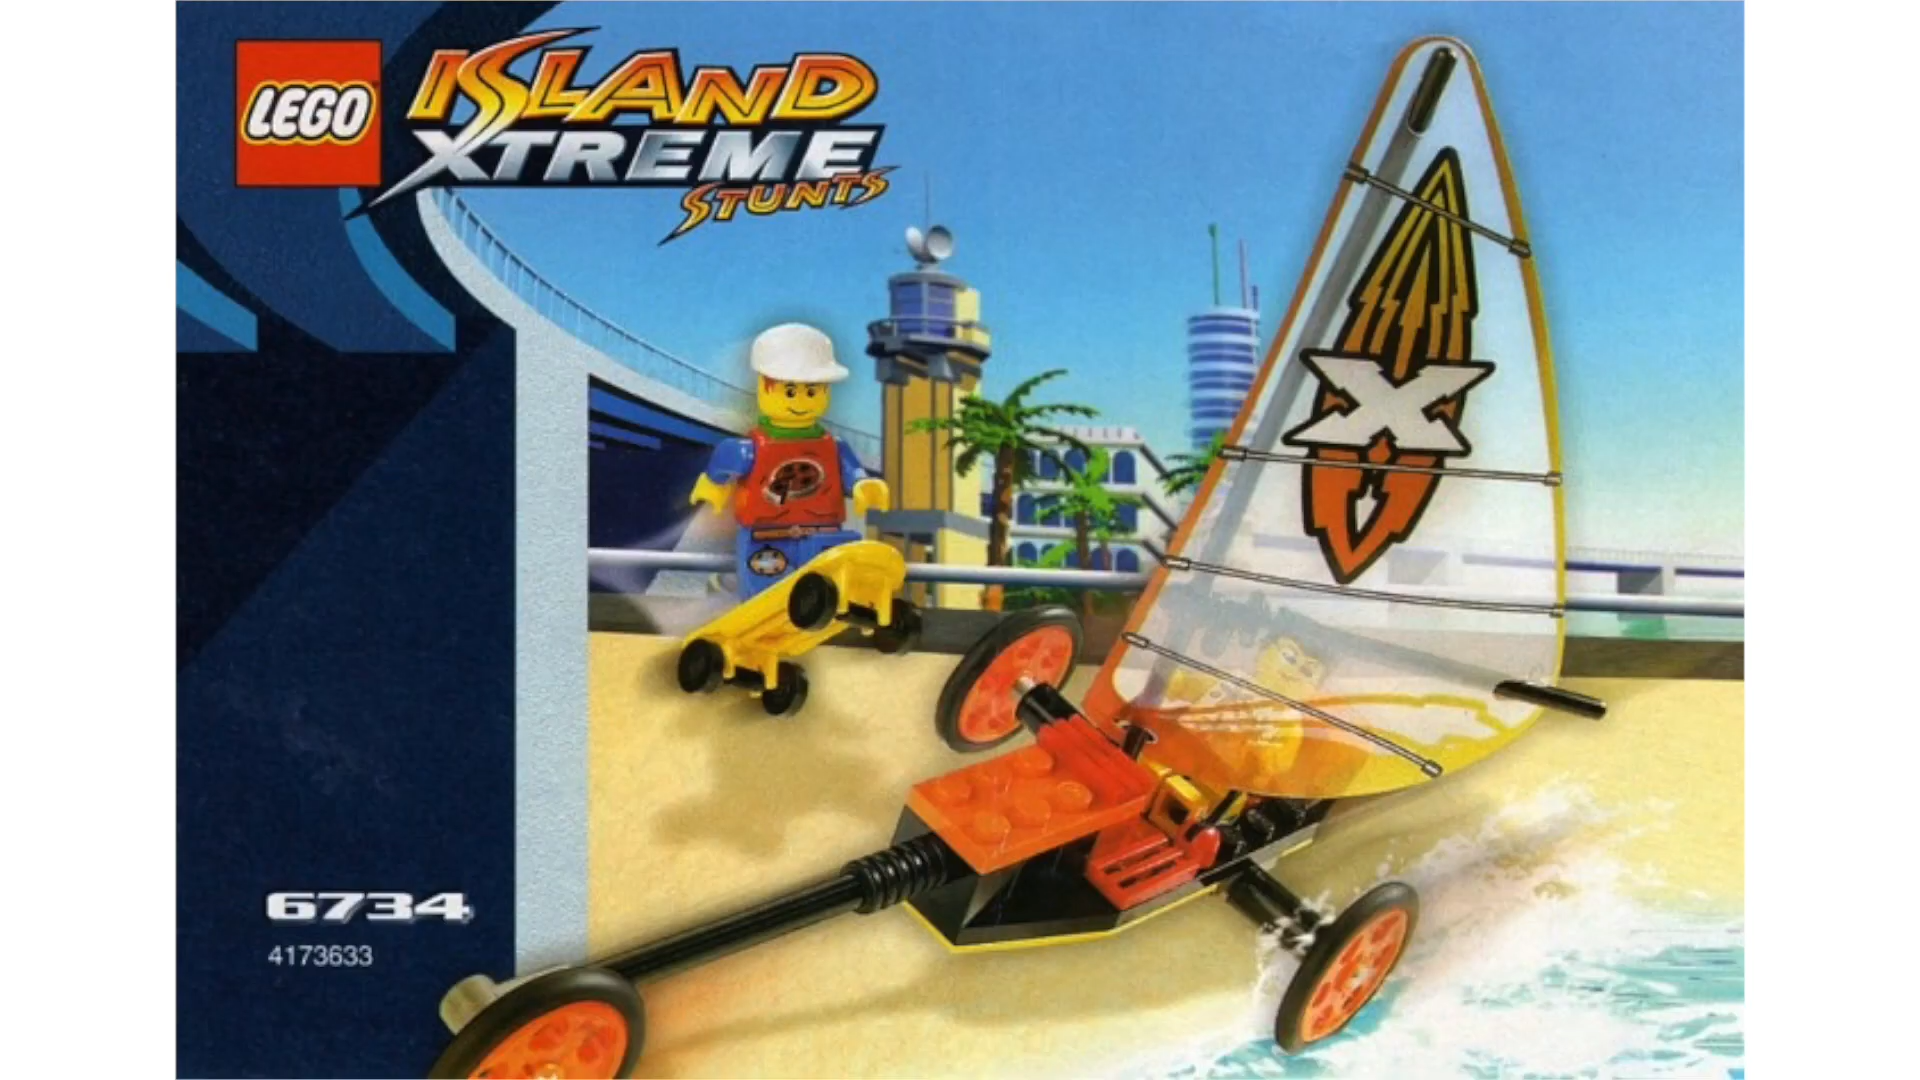 LEGO
ISLAND
XTREME
STUNTS
X
6734
4173633